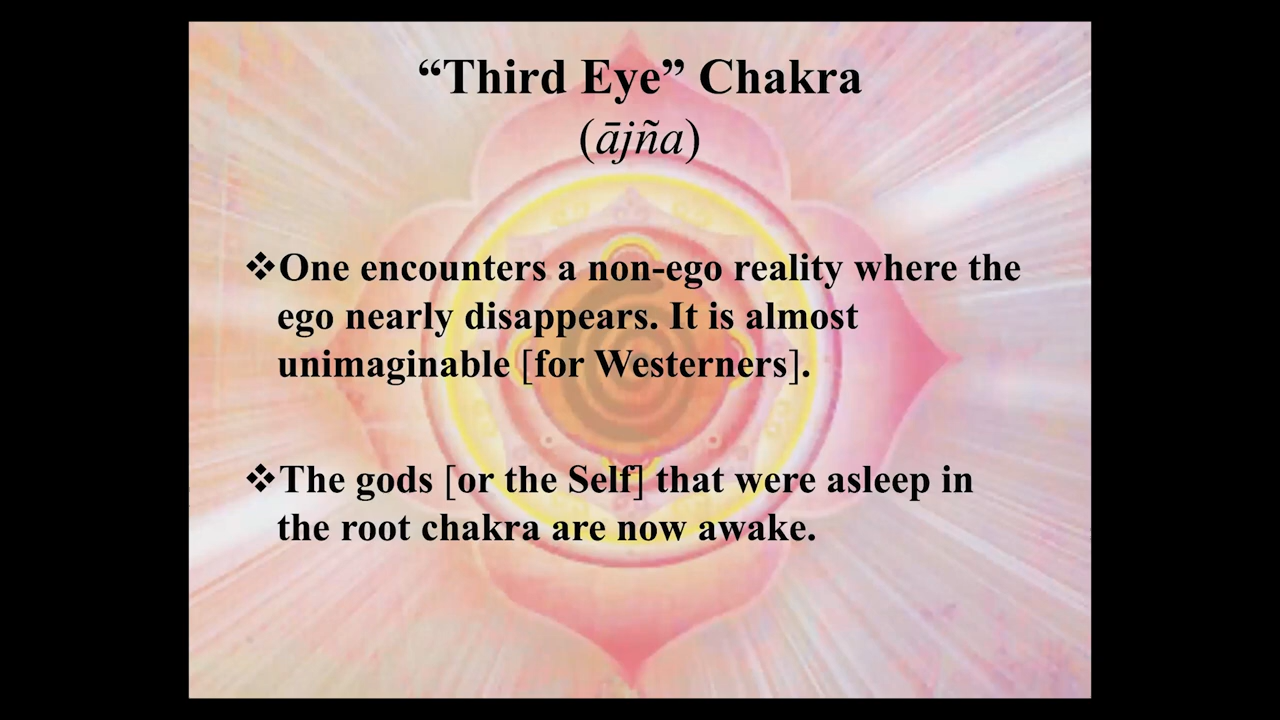 “Third Eye” Chakra
(ājña)
❖One encounters a non-ego reality where the
ego nearly disappears. It is almost
unimaginable [for Westerners].
❖The gods [or the Self] that were asleep in
the root chakra are now awake.